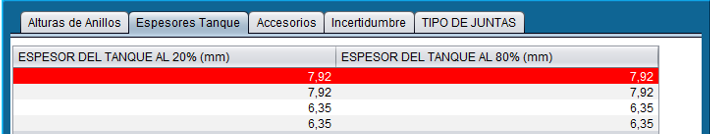 Alturas de Anillos Espesores Tanque Accesorios Incertidumbre TIPO DE JUNTAS
ESPESOR DEL TANQUE AL 20% (mm) ESPESOR DEL TANQUE AL 80% (mm)
7,92 7,92
7,92 7,92
6,35 6,35
6,35 6,35